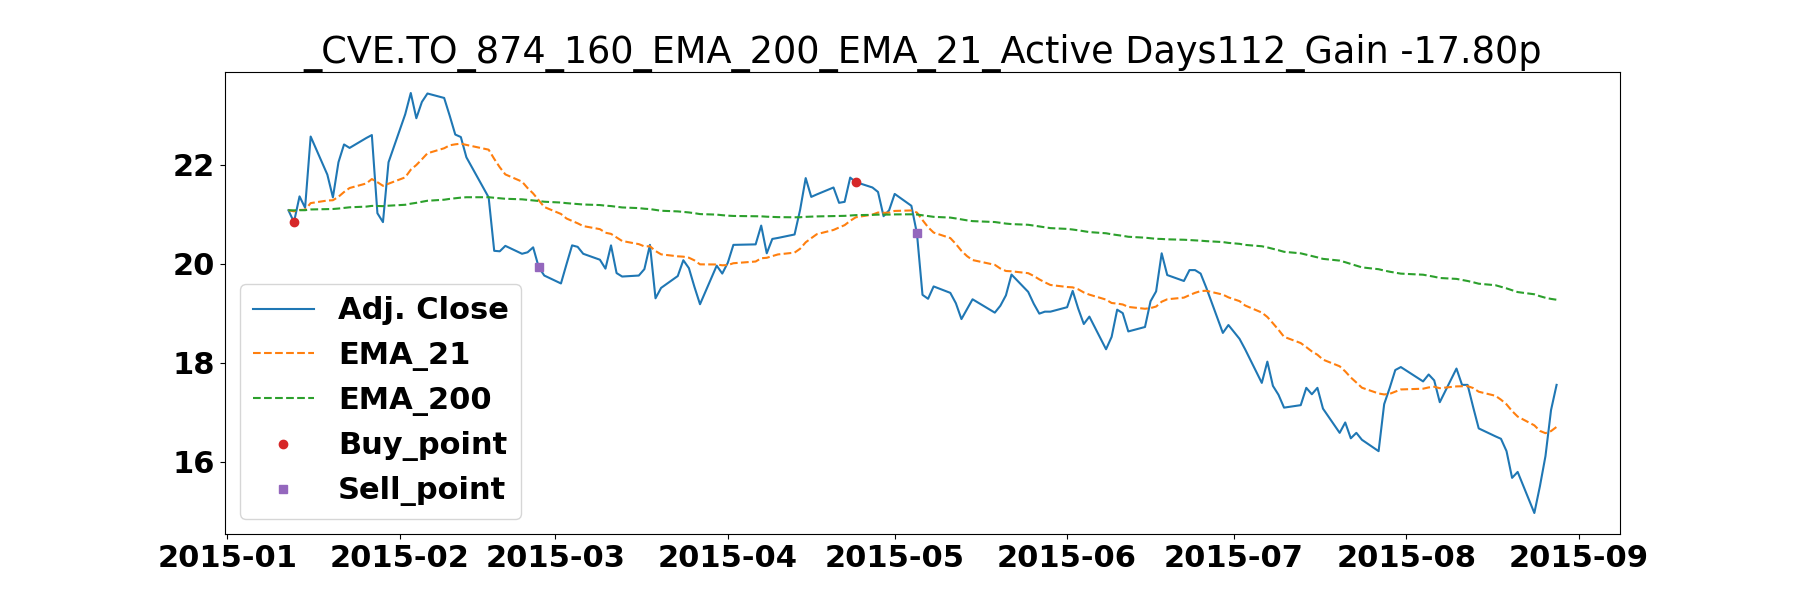 _CVE.TO_874_160_EMA_200_EMA_21_Active Days112_Gain -17.80p
22
20
18
16
Adj. Close
EMA_21
EMA_200
Buy_point
Sell_point
2015-01 2015-02 2015-03 2015-04 2015-05 2015-06 2015-07 2015-08 2015-09